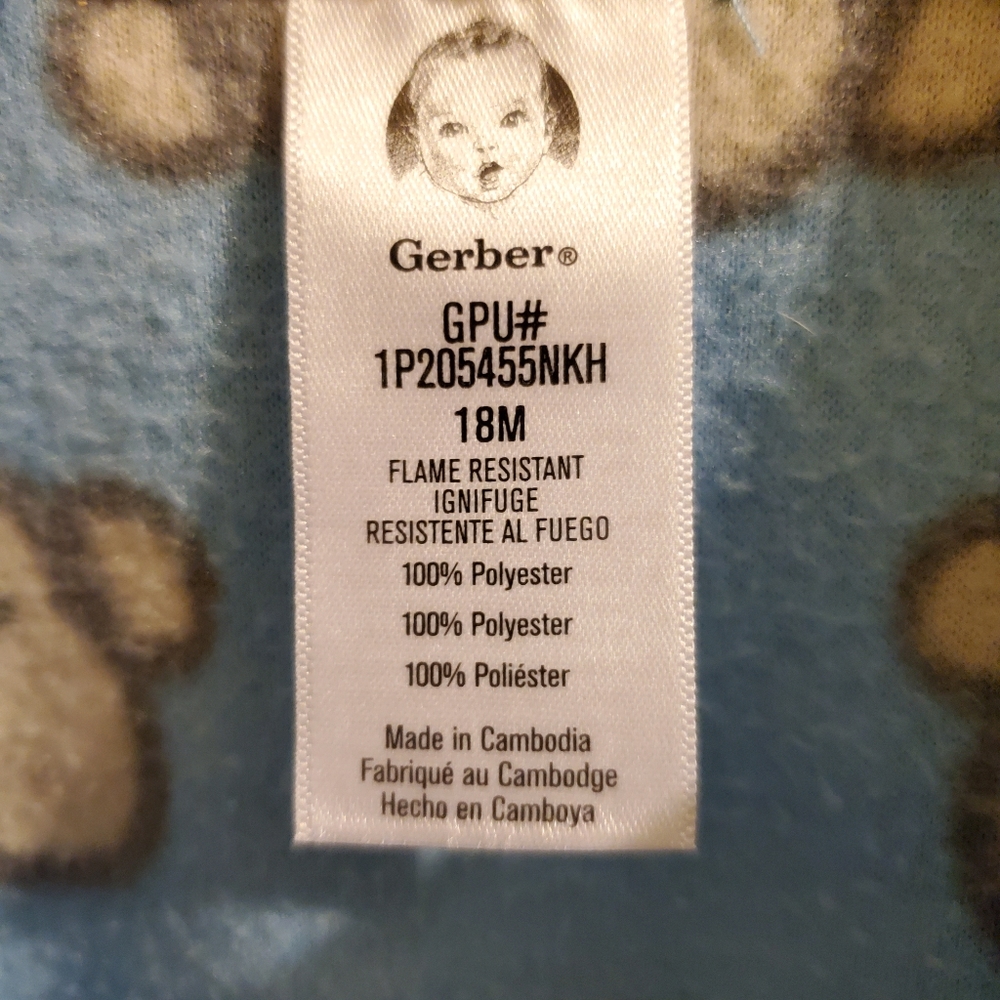 Gerber®
GPU#
1P205455NKH
18M
FLAME RESISTANT
IGNIFUGE
RESISTENTE AL FUEGO
100% Polyester
100% Polyester
100% Poliéster
Made in Cambodia
Fabriqué au Cambodge
Hecho en Camboya